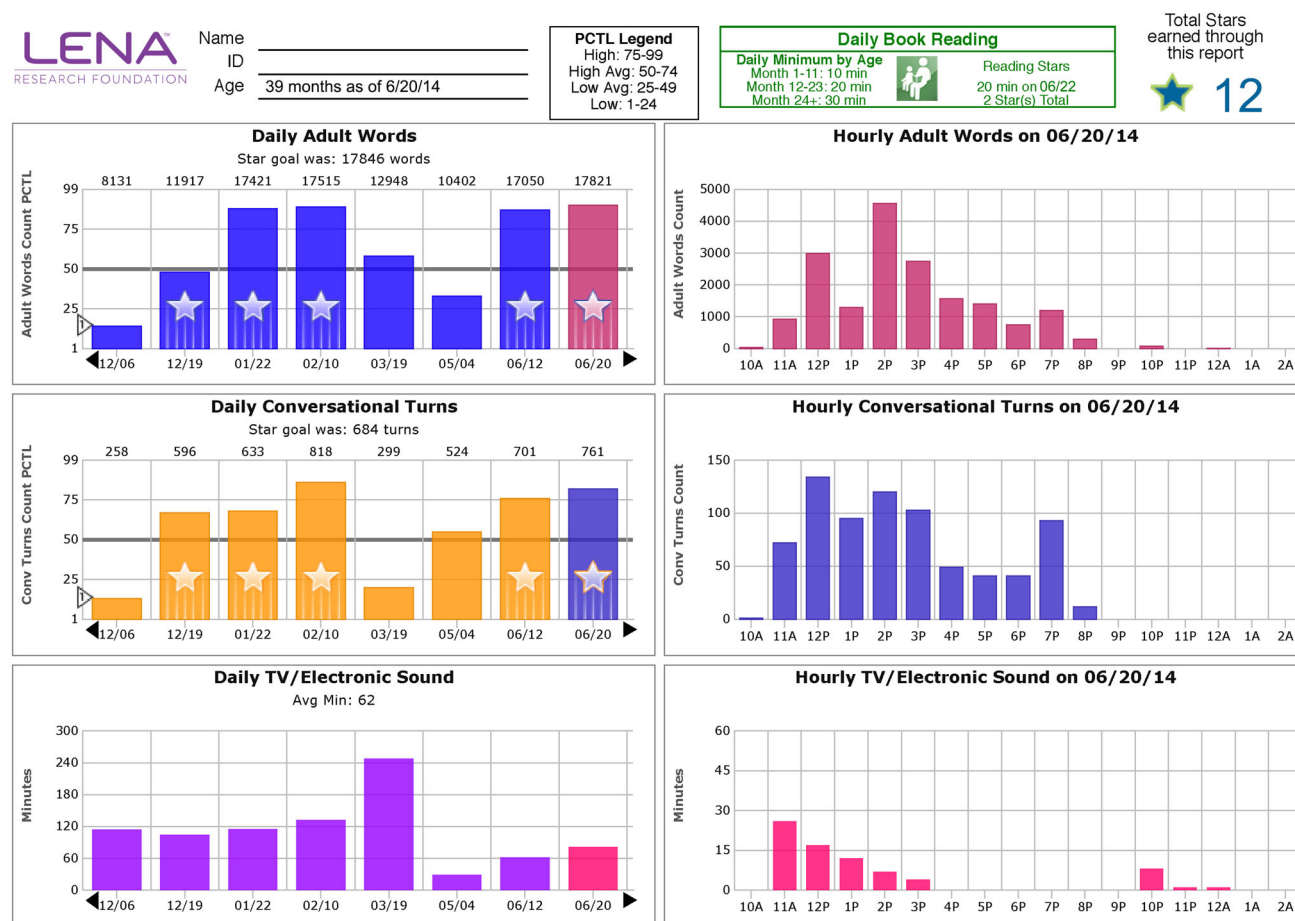 LENA™
RESEARCH FOUNDATION
Name
ID
Age 39 months as of 6/20/14
PCTL Legend
High: 75-99
High Avg: 50-74
Low Avg: 25-49
Low: 1-24
Daily Book Reading
Daily Minimum by Age
Month 1-11: 10 min
Month 12-23: 20 min
Month 24+: 30 min
Reading Stars
20 min on 06/22
2 Star(s) Total
Total Stars
earned through
this report
12
Daily Adult Words
Star goal was: 17846 words
8131 11917 17421 17515 12948 10402 17050 17821
Adult Words Count PCTL
99
75
50
25
1
1
12/06 12/19 01/22 02/10 03/19 05/04 06/12 06/20
Hourly Adult Words on 06/20/14
Adult Words Count
5000
4000
3000
2000
1000
0
10A 11A 12P 1P 2P 3P 4P 5P 6P 7P 8P 9P 10P 11P 12A 1A 2A
Daily Conversational Turns
Star goal was: 684 turns
258 596 633 818 299 524 701 761
Conv Turns Count PCTL
99
75
50
25
1
1
12/06 12/19 01/22 02/10 03/19 05/04 06/12 06/20
Hourly Conversational Turns on 06/20/14
Conv Turns Count
150
100
50
0
10A 11A 12P 1P 2P 3P 4P 5P 6P 7P 8P 9P 10P 11P 12A 1A 2A
Daily TV/Electronic Sound
Avg Min: 62
Minutes
300
240
180
120
60
0
12/06 12/19 01/22 02/10 03/19 05/04 06/12 06/20
Hourly TV/Electronic Sound on 06/20/14
Minutes
60
45
30
15
0
10A 11A 12P 1P 2P 3P 4P 5P 6P 7P 8P 9P 10P 11P 12A 1A 2A